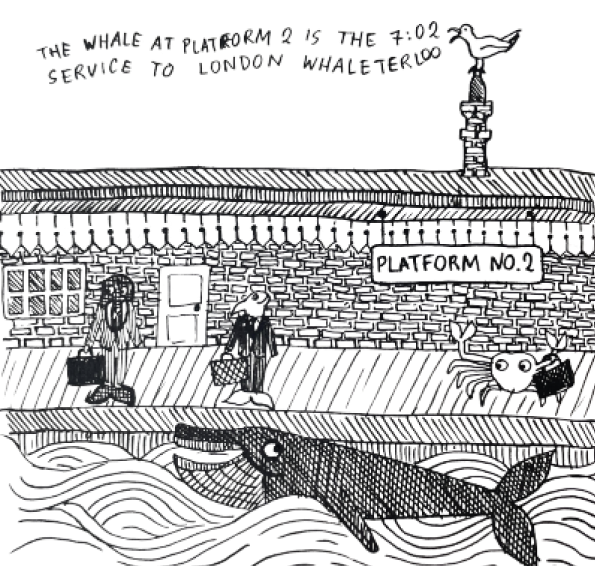 THE WHALE AT PLATFORM 2 IS THE 7:02
SERVICE TO LONDON WHALETERLOO
PLATFORM NO.2